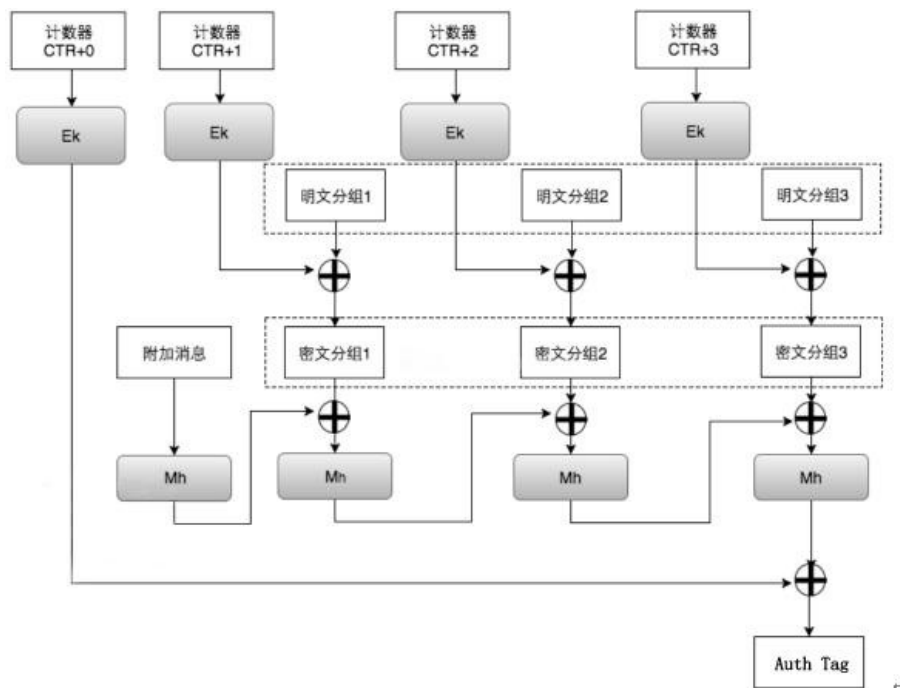 计数器
CTR+0
计数器
CTR+1
计数器
CTR+2
计数器
CTR+3
Ek
Ek
Ek
Ek
明文分组1
明文分组2
明文分组3
附加消息
密文分组1
密文分组2
密文分组3
Mh
Mh
Mh
Mh
Auth Tag